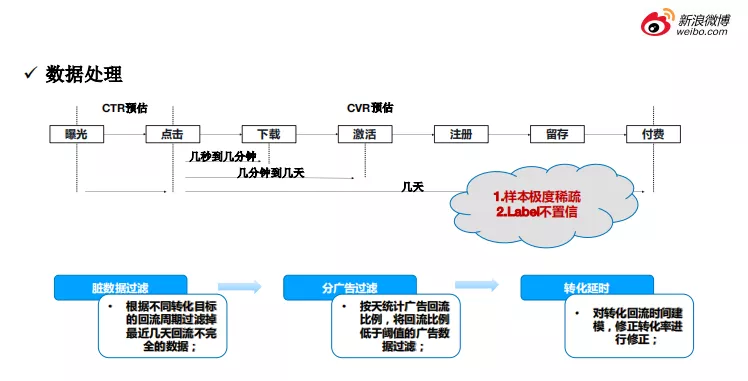 新浪微博
weibo.com
✓ 数据处理
CTR预估
CVR预估
曝光
点击
下载
激活
注册
留存
付费
几秒到几分钟
几分钟到几天
几天
1.样本极度稀疏
2.Label不置信
脏数据过滤
• 根据不同转化目标
的回流周期过滤掉
最近几天回流不完
全的数据；
分广告过滤
• 按天统计广告回流
比例，将回流比例
低于阈值的广告数
据过滤；
转化延时
• 对转化回流时间建
模，修正转化率进
行修正；